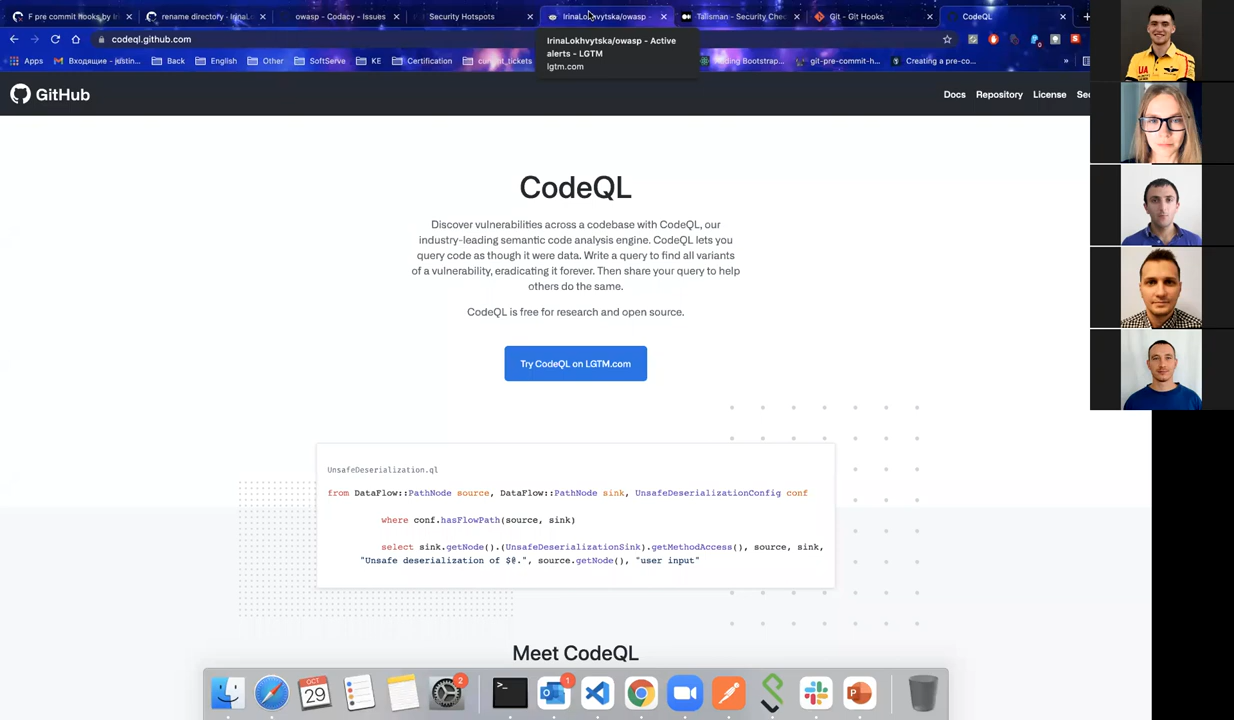 F pre commit hooks by Ir
rename directory - IrinaL
owasp - Codacy - Issues
Security Hotspots
IrinaLokhvytska/owasp -
Talisman - Security Chec
Git - Git Hooks
CodeQL
codeql.github.com
IrinaLokhvytska/owasp - Active
alerts - LGTM
lgtm.com
Apps
Входящие - justin...
Back
English
Other
SoftServe
KE
Certification
Adding Bootstrap...
git-pre-commit-h...
Creating a pre-co...
»
GitHub
Docs
Repository
License
CodeQL
Discover vulnerabilities across a codebase with CodeQL, our
industry-leading semantic code analysis engine. CodeQL lets you
query code as though it were data. Write a query to find all variants
of a vulnerability, eradicating it forever. Then share your query to help
others do the same.
CodeQL is free for research and open source.
Try CodeQL on LGTM.com
UnsafeDeserialization.ql
from DataFlow::PathNode source, DataFlow::PathNode sink, UnsafeDeserializationConfig conf
where conf.hasFlowPath(source, sink)
select sink.getNode().(UnsafeDeserializationSink).getMethodAccess(), source, sink,
"Unsafe deserialization of $@.", source.getNode(), "user input"
Meet CodeQL
OCT
29
2
1
UA